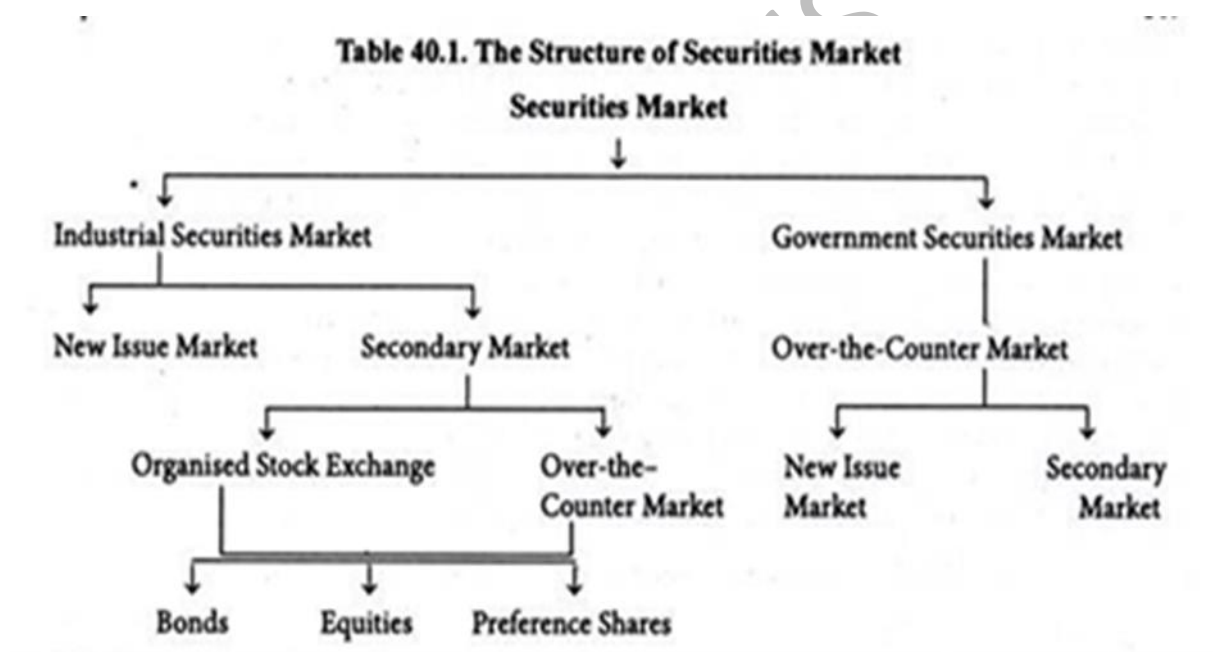 Table 40.1. The Structure of Securities Market
Securities Market
Industrial Securities Market
Government Securities Market
New Issue Market
Secondary Market
Over-the-Counter Market
Organised Stock Exchange
Over-the-
Counter Market
New Issue
Market
Secondary
Market
Bonds
Equities
Preference Shares